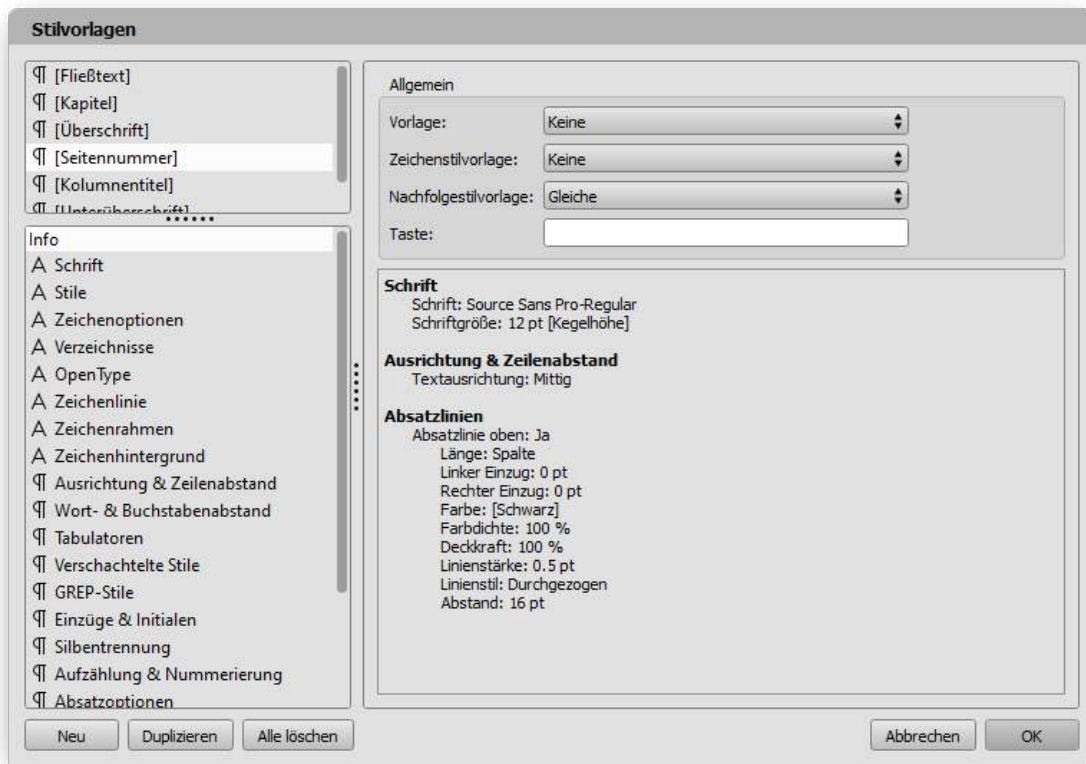 Stilvorlagen
[Fließtext]
[Kapitel]
[Überschrift]
[Seitennummer]
[Kolumnentitel]
[Unterüberschrift]
Info
A Schrift
A Stile
A Zeichenoptionen
A Verzeichnisse
A OpenType
A Zeichenlinie
A Zeichenrahmen
A Zeichenhintergrund
¶ Ausrichtung & Zeilenabstand
¶ Wort- & Buchstabenabstand
¶ Tabulatoren
¶ Verschachtelte Stile
¶ GREP-Stile
¶ Einzüge & Initialen
¶ Silbentrennung
¶ Aufzählung & Nummerierung
¶ Absatzoptionen
Neu
Duplizieren
Alle löschen
Allgemein
Vorlage: Keine
Zeichenstilvorlage: Keine
Nachfolgestilvorlage: Gleiche
Taste:
Schrift
Schrift: Source Sans Pro-Regular
Schriftgröße: 12 pt [Kegelhöhe]
Ausrichtung & Zeilenabstand
Textausrichtung: Mittig
Absatzlinien
Absatzlinie oben: Ja
Länge: Spalte
Linker Einzug: 0 pt
Rechter Einzug: 0 pt
Farbe: [Schwarz]
Farbdichte: 100 %
Deckkraft: 100 %
Linienstärke: 0.5 pt
Linienstil: Durchgezogen
Abstand: 16 pt
Abbrechen
OK